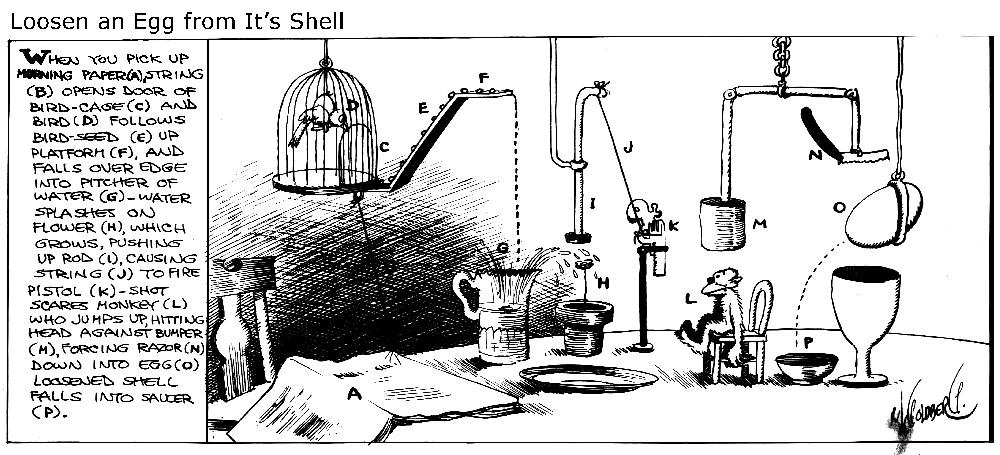 Loosen an Egg from It's Shell
WHEN YOU PICK UP
MORNING PAPER(A), STRING
(B) OPENS DOOR OF
BIRD-CAGE (C) AND
BIRD (D) FOLLOWS
BIRD-SEED (E) UP
PLATFORM (F), AND
FALLS OVER EDGE
INTO PITCHER OF
WATER (G)-WATER
SPLASHES ON
FLOWER (H), WHICH
GROWS, PUSHING
UP ROD (I), CAUSING
STRING (J) TO FIRE
PISTOL (K)-SHOT
SCARES MONKEY (L)
WHO JUMPS UP, HITTING
HEAD AGAINST BUMPER
(M), FORCING RAZOR (N)
DOWN INTO EGG (O)
LOOSENED SHELL
FALLS INTO SAUCER
(P).
D
F
E
C
J
N
I
K
M
O
G
H
L
P
A